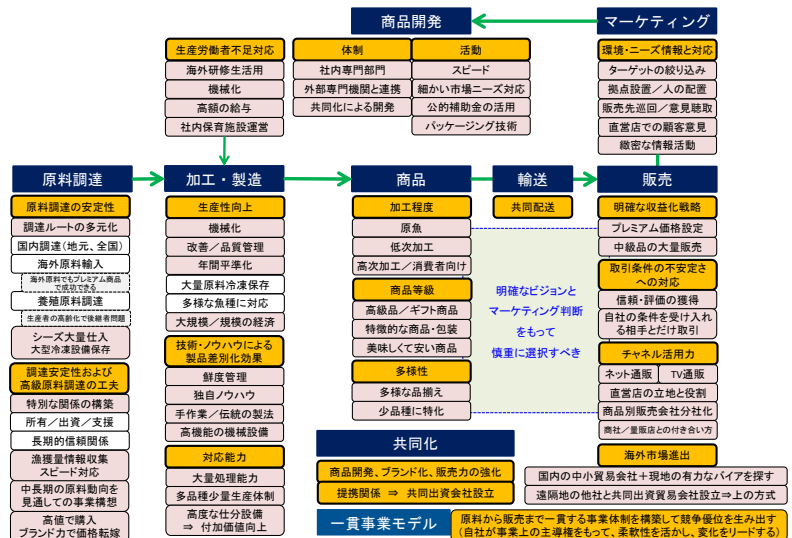 商品開発
マーケティング
生産労働者不足対応
海外研修生活用
機械化
高額の給与
社内保育施設運営
体制
社内専門部門
外部専門機関と連携
共同化による開発
活動
スピード
細かい市場ニーズ対応
公的補助金の活用
パッケージング技術
環境・ニーズ情報と対応
ターゲットの絞り込み
拠点設置／人の配置
販売先巡回／意見聴取
直営店での顧客意見
緻密な情報活動
原料調達
加工・製造
商品
輸送
販売
原料調達の安定性
調達ルートの多元化
国内調達(地元、全国)
海外原料輸入
海外原料でもプレミアム商品
で成功できる
養殖原料調達
生産者の高齢化で後継者問題
シーズ大量仕入
大型冷凍設備保存
調達安定性および
高級原料調達の工夫
特別な関係の構築
所有／出資／支援
長期的信頼関係
漁獲量情報収集
スピード対応
中長期の原料動向を
見通しての事業構想
高値で購入
ブランド力で価格転嫁
生産性向上
機械化
改善／品質管理
年間平準化
大量原料冷凍保存
多様な魚種に対応
大規模／規模の経済
技術・ノウハウによる
製品差別化効果
鮮度管理
独自ノウハウ
手作業／伝統の製法
高機能の機械設備
対応能力
大量処理能力
多品種少量生産体制
高度な仕分設備
⇒ 付加価値向上
加工程度
原魚
低次加工
高次加工／消費者向け
商品等級
高級品／ギフト商品
特徴的な商品・包装
美味しくて安い商品
多様性
多様な品揃え
少品種に特化
共同配送
明確なビジョンと
マーケティング判断
をもって
慎重に選択すべき
明確な収益化戦略
プレミアム価格設定
中級品の大量販売
取引条件の不安定さ
への対応
信頼・評価の獲得
自社の条件を受け入れ
る相手とだけ取引
チャネル活用力
ネット通販
TV通販
直営店の立地と役割
商品別販売会分社化
商社／量販店との付き合い方
海外市場進出
国内の中小貿易会社＋現地の有力なバイアを探す
遠隔地の他社と共同出資貿易会社設立⇒上の方式
共同化
商品開発、ブランド化、販売力の強化
提携関係 ⇒ 共同出資会社設立
一貫事業モデル
原料から販売まで一貫する事業体制を構築して競争優位を生み出す
(自社が事業上の主導権をもって、柔軟性を活かし、変化をリードする)